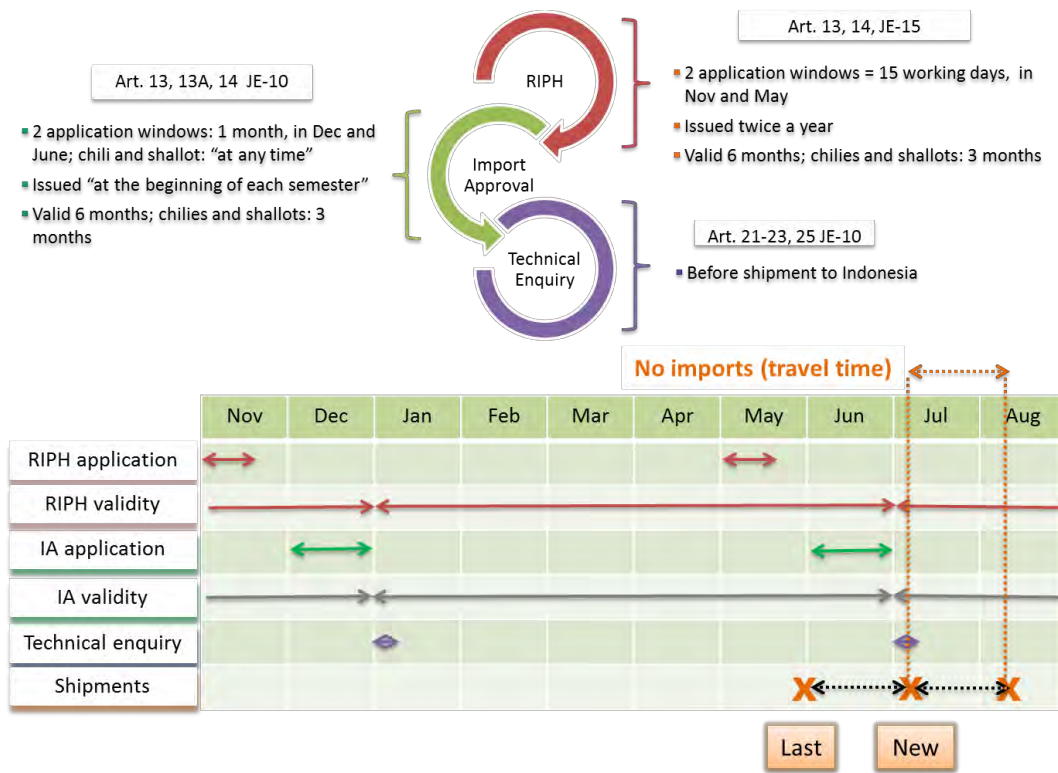 Art. 13, 13A, 14 JE-10
▪ 2 application windows: 1 month, in Dec and
June; chili and shallot: “at any time”
▪ Issued “at the beginning of each semester”
▪ Valid 6 months; chilies and shallots: 3
months
RIPH
Import
Approval
Technical
Enquiry
Art. 13, 14, JE-15
▪ 2 application windows = 15 working days, in
Nov and May
▪ Issued twice a year
▪ Valid 6 months; chilies and shallots: 3 months
Art. 21-23, 25 JE-10
▪ Before shipment to Indonesia
No imports (travel time)
Nov Dec Jan Feb Mar Apr May Jun Jul Aug
RIPH application
RIPH validity
IA application
IA validity
Technical enquiry
Shipments
X X X
Last New